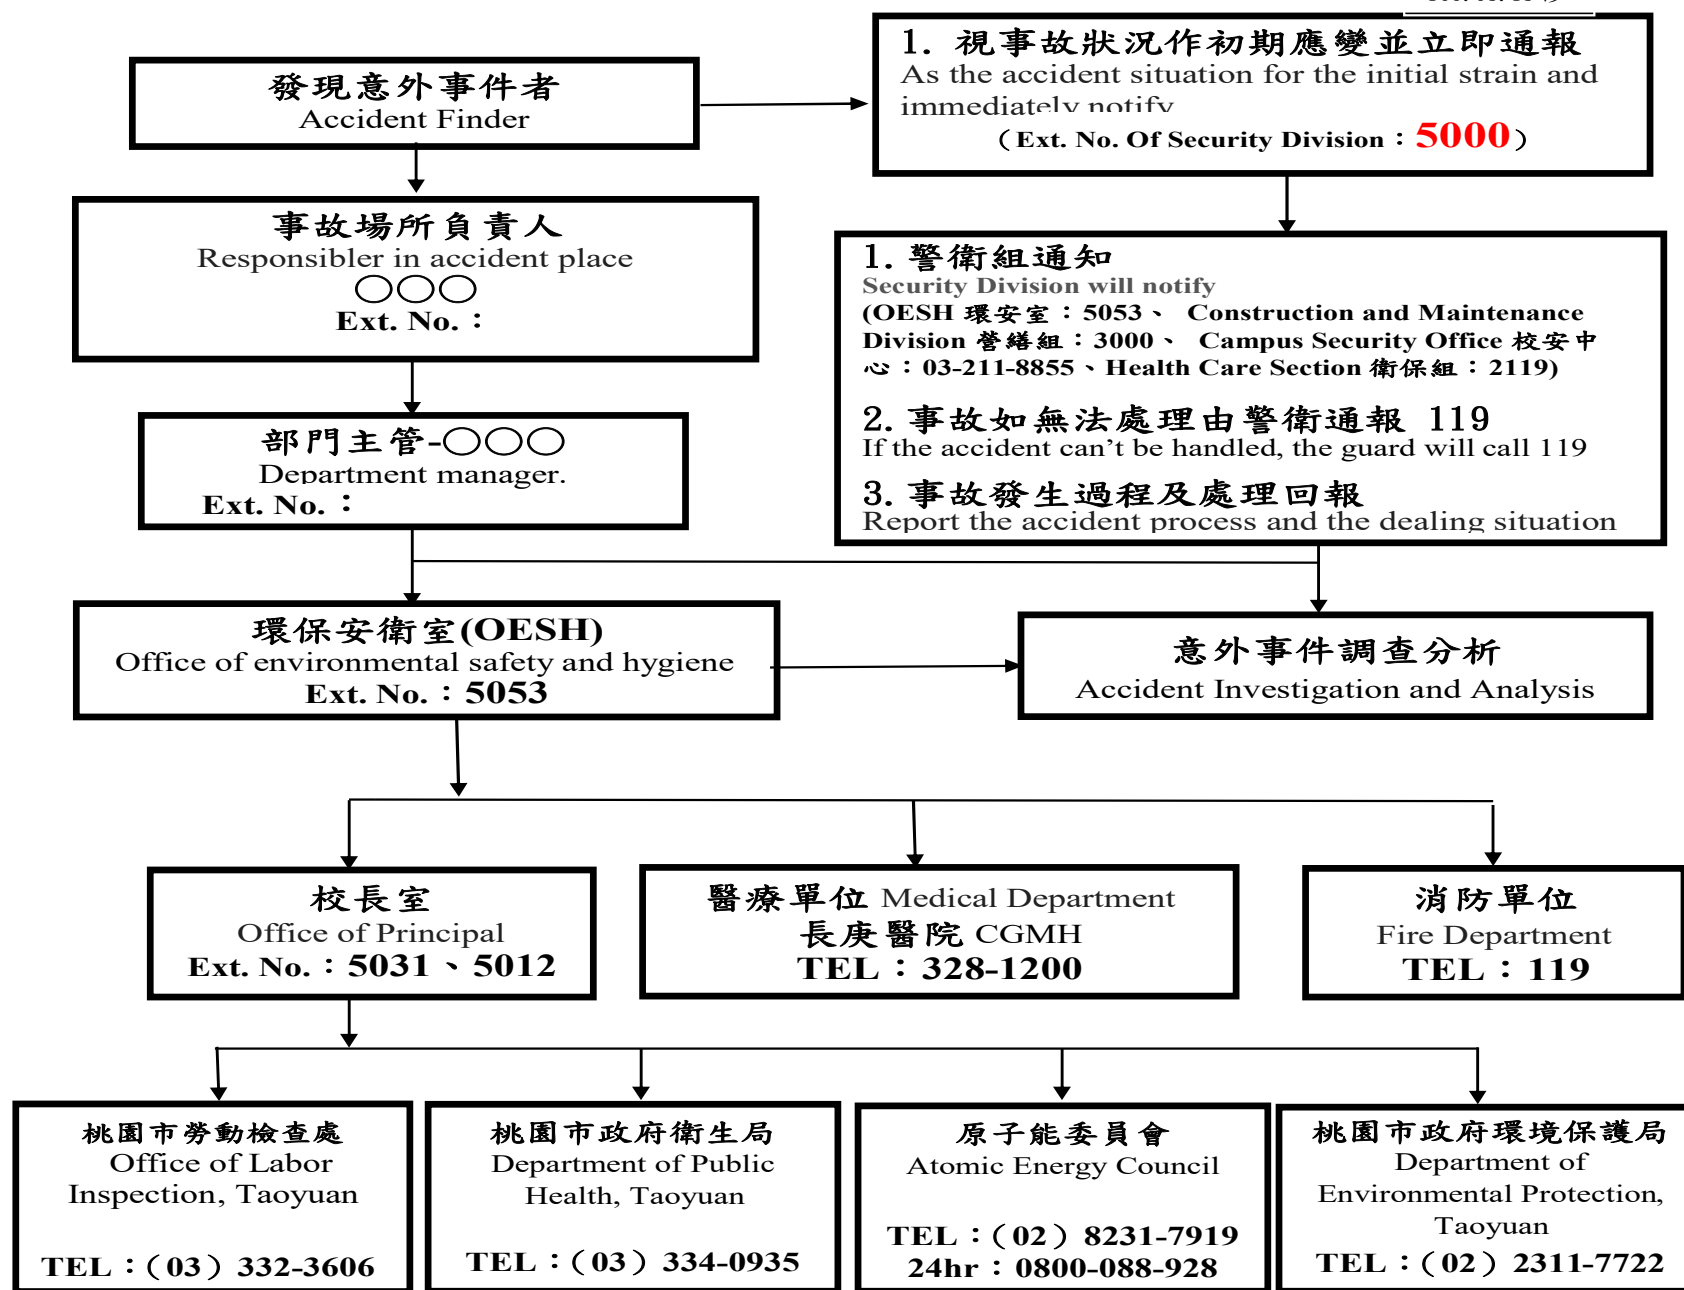 發現意外事件者
Accident Finder
1. 視事故狀況作初期應變並立即通報
As the accident situation for the initial strain and
immediately notify
(Ext. No. Of Security Division：5000)
事故場所負責人
Responsibler in accident place
○○○
Ext. No.：
1. 警衛組通知
Security Division will notify
(OESH 環安室：5053、 Construction and Maintenance
Division 營繕組：3000、 Campus Security Office 校安中
心：03-211-8855、Health Care Section 衛保組：2119)
2. 事故如無法處理由警衛通報 119
If the accident can't be handled, the guard will call 119
3. 事故發生過程及處理回報
Report the accident process and the dealing situation
部門主管-○○○
Department manager.
Ext. No.：
環保安衛室(OESH)
Office of environmental safety and hygiene
Ext. No.：5053
意外事件調查分析
Accident Investigation and Analysis
校長室
Office of Principal
Ext. No.：5031、5012
醫療單位 Medical Department
長庚醫院 CGMH
TEL：328-1200
消防單位
Fire Department
TEL：119
桃園市勞動檢查處
Office of Labor
Inspection, Taoyuan
TEL：(03) 332-3606
桃園市政府衛生局
Department of Public
Health, Taoyuan
TEL：(03) 334-0935
原子能委員會
Atomic Energy Council
TEL：(02) 8231-7919
24hr：0800-088-928
桃園市政府環境保護局
Department of
Environmental Protection,
Taoyuan
TEL：(02) 2311-7722